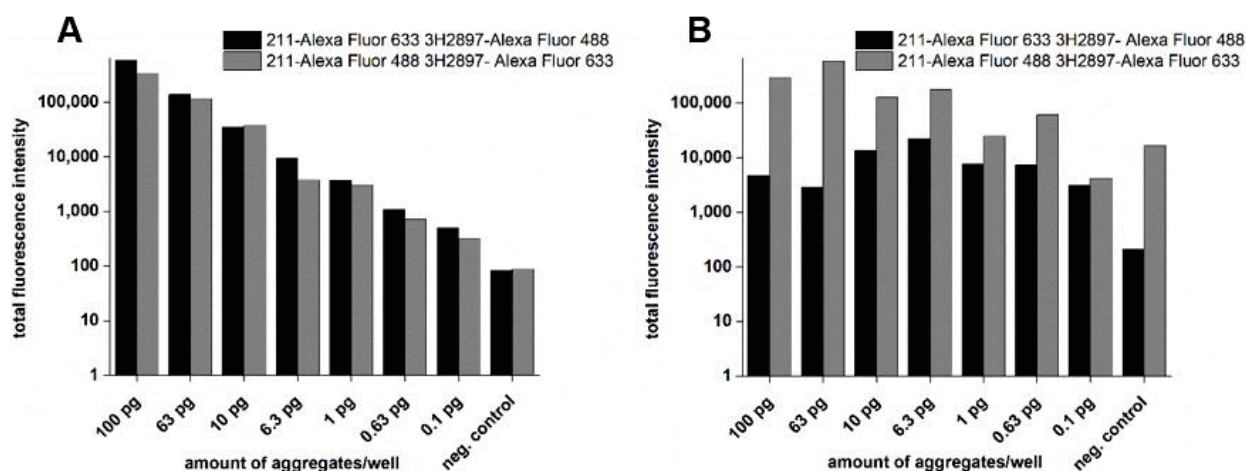 A
211-Alexa Fluor 633 3H2897-Alexa Fluor 488
211-Alexa Fluor 488 3H2897- Alexa Fluor 633
total fluorescence intensity
100,000
10,000
1,000
100
10
1
100 pg
63 pg
10 pg
6.3 pg
1 pg
0.63 pg
0.1 pg
neg. control
amount of aggregates/well
B
211-Alexa Fluor 633 3H2897- Alexa Fluor 488
211-Alexa Fluor 488 3H2897-Alexa Fluor 633
total fluorescence intensity
100,000
10,000
1,000
100
10
1
100 pg
63 pg
10 pg
6.3 pg
1 pg
0.63 pg
0.1 pg
neg. control
amount of aggregates/well